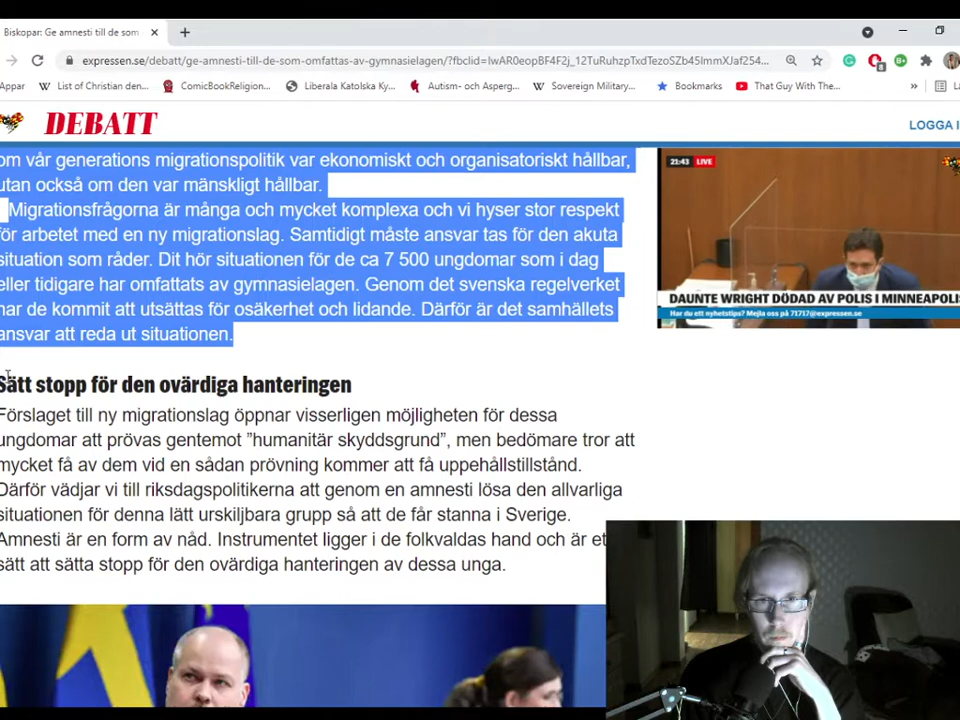 Biskopar: Ge amnesti till de som
expressen.se/debatt/ge-amnesti-till-de-som-omfattas-av-gymnasielagen/?fbclid=IwAR0eopBF4F2j_12TuRuhzpTxdTezoSZb45lmmXJaf254...
Appar
List of Christian den...
ComicBookReligion...
Liberala Katolska Ky...
Autism- och Asperg...
Sovereign Military...
Bookmarks
That Guy With The...
»
DEBATT
LOGGA I
om vår generations migrationspolitik var ekonomiskt och organisatoriskt hållbar,
utan också om den var mänskligt hållbar.
Migrationsfrågorna är många och mycket komplexa och vi hyser stor respekt
för arbetet med en ny migrationslag. Samtidigt måste ansvar tas för den akuta
situation som råder. Dit hör situationen för de ca 7 500 ungdomar som i dag
eller tidigare har omfattats av gymnasielagen. Genom det svenska regelverket
har de kommit att utsättas för osäkerhet och lidande. Därför är det samhällets
ansvar att reda ut situationen.
21:43 LIVE
DAUNTE WRIGHT DÖDAD AV POLIS I MINNEAPOLIS
Har du ett nyhetstips? Mejla oss på 71717@expressen.se
Sätt stopp för den ovärdiga hanteringen
Förslaget till ny migrationslag öppnar visserligen möjligheten för dessa
ungdomar att prövas gentemot ”humanitär skyddsgrund”, men bedömare tror att
mycket få av dem vid en sådan prövning kommer att få uppehållstillstånd.
Därför vädjar vi till riksdagspolitikerna att genom en amnesti lösa den allvarliga
situationen för denna lätt urskiljbara grupp så att de får stanna i Sverige.
Amnesti är en form av nåd. Instrumentet ligger i de folkvaldas hand och är et
sätt att sätta stopp för den ovärdiga hanteringen av dessa unga.